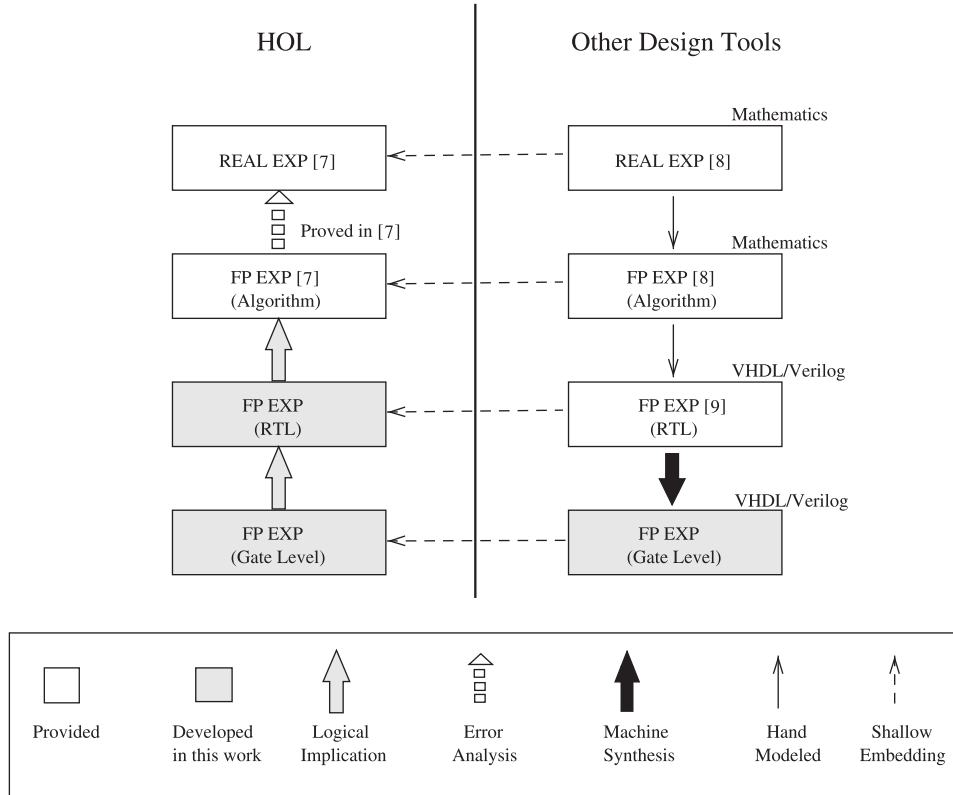 HOL
Other Design Tools
Mathematics
REAL EXP [7]
REAL EXP [8]
Proved in [7]
Mathematics
FP EXP [7]
(Algorithm)
FP EXP [8]
(Algorithm)
VHDL/Verilog
FP EXP
(RTL)
FP EXP [9]
(RTL)
VHDL/Verilog
FP EXP
(Gate Level)
FP EXP
(Gate Level)
Provided
Developed
in this work
Logical
Implication
Error
Analysis
Machine
Synthesis
Hand
Modeled
Shallow
Embedding